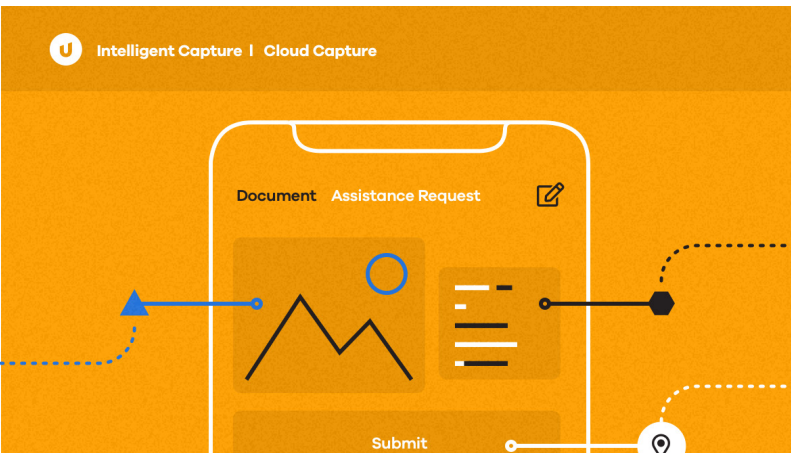 U Intelligent Capture | Cloud Capture
Document Assistance Request
Submit